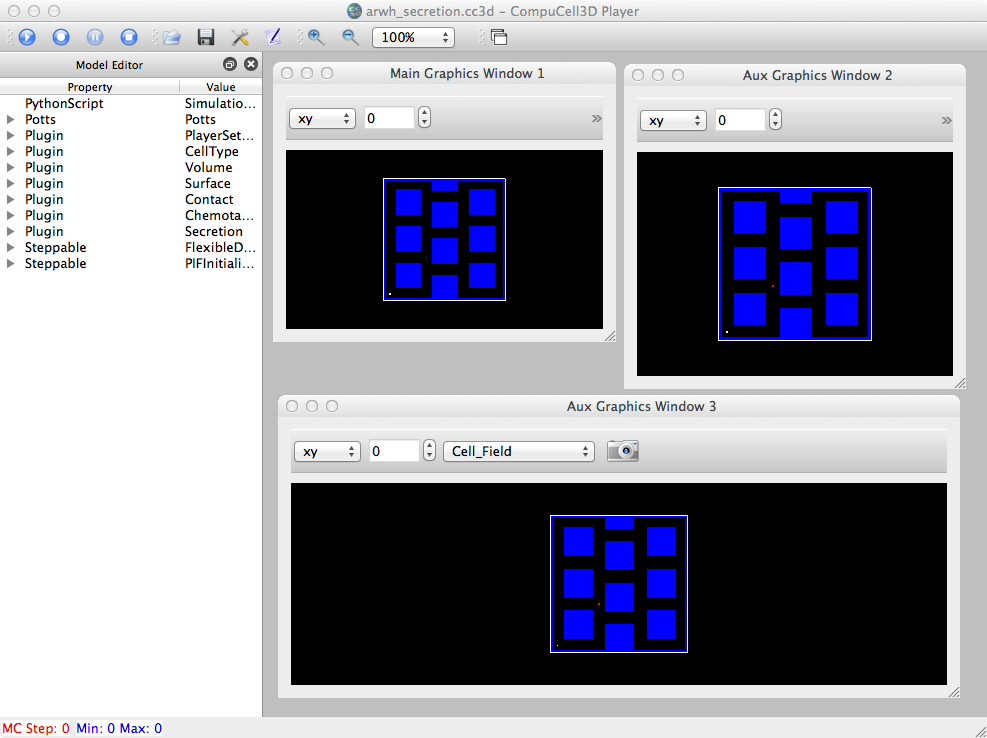 arwh_secretion.cc3d – CompuCell3D Player
100%
Model Editor
Property Value
PythonScript Simulatio...
Potts Potts
Plugin PlayerSet...
Plugin CellType
Plugin Volume
Plugin Surface
Plugin Contact
Plugin Chemota...
Plugin Secretion
Steppable FlexibleD...
Steppable PIFInitiali...
Main Graphics Window 1
xy 0 »
Aux Graphics Window 2
xy 0 »
Aux Graphics Window 3
xy 0 Cell_Field
MC Step: 0 Min: 0 Max: 0